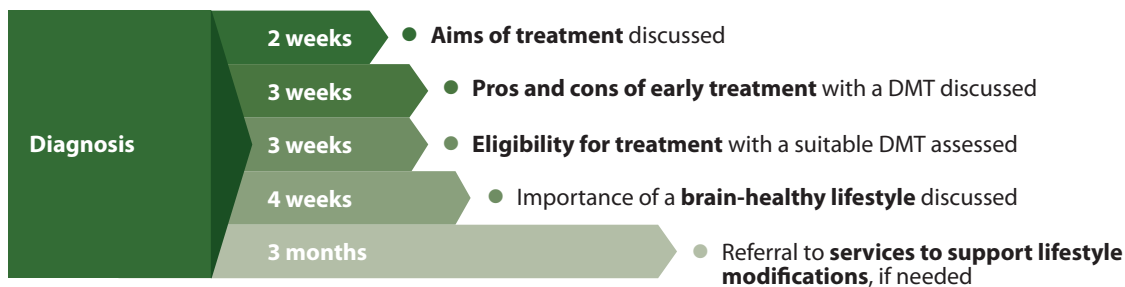 Diagnosis
2 weeks
Aims of treatment discussed
3 weeks
Pros and cons of early treatment with a DMT discussed
3 weeks
Eligibility for treatment with a suitable DMT assessed
4 weeks
Importance of a brain-healthy lifestyle discussed
3 months
Referral to services to support lifestyle
modifications, if needed